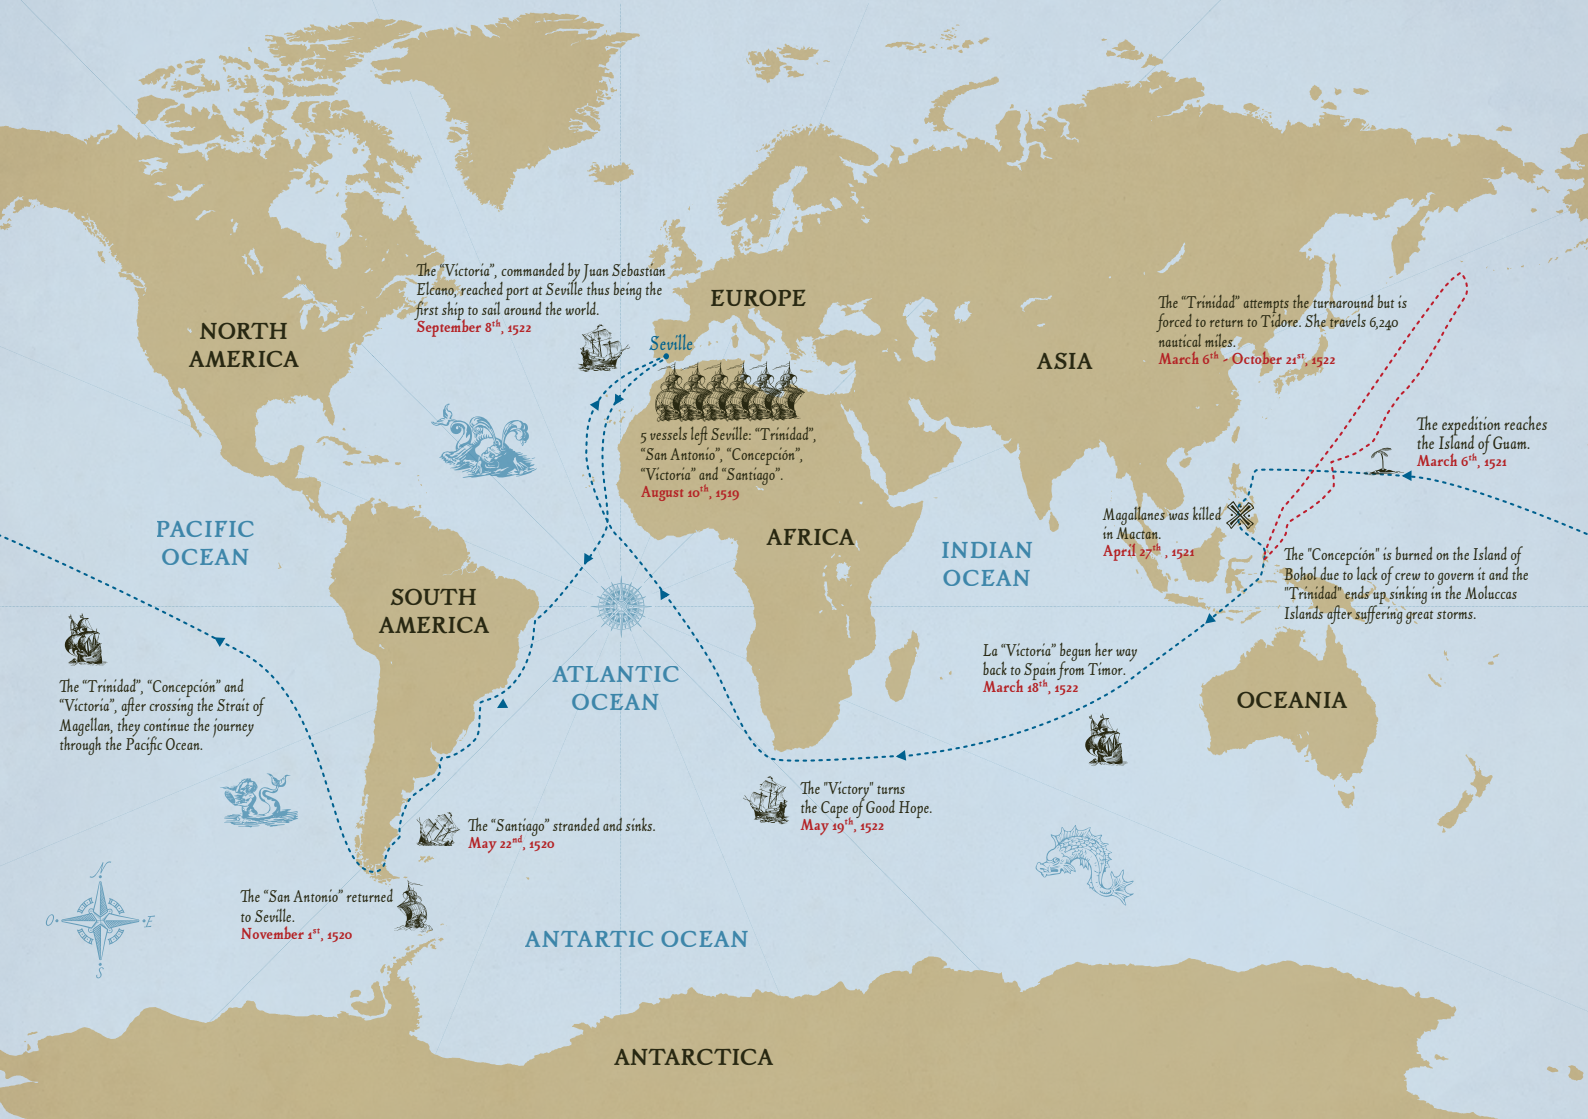 The “Victoria”, commanded by Juan Sebastian
Elcano, reached port at Seville thus being the
first ship to sail around the world.
September 8th, 1522
EUROPE
NORTH
AMERICA
Seville
ASIA
The “Trinidad” attempts the turnaround but is
forced to return to Tidore. She travels 6,240
nautical miles.
March 6th - October 21st, 1522
5 vessels left Seville: “Trinidad”,
“San Antonio”, “Concepción”,
“Victoria” and “Santiago”.
August 10th, 1519
The expedition reaches
the Island of Guam.
March 6th, 1521
PACIFIC
OCEAN
AFRICA
INDIAN
OCEAN
Magallanes was killed
in Mactan.
April 27th , 1521
The "Concepción" is burned on the Island of
Bohol due to lack of crew to govern it and the
"Trinidad" ends up sinking in the Moluccas
Islands after suffering great storms.
SOUTH
AMERICA
ATLANTIC
OCEAN
La “Victoria” begun her way
back to Spain from Timor.
March 18th, 1522
OCEANIA
The “Trinidad”, “Concepción” and
“Victoria”, after crossing the Strait of
Magellan, they continue the journey
through the Pacific Ocean.
The "Victory" turns
the Cape of Good Hope.
May 19th, 1522
The “Santiago” stranded and sinks.
May 22nd, 1520
The “San Antonio” returned
to Seville.
November 1st, 1520
N
O
E
S
ANTARTIC OCEAN
ANTARCTICA